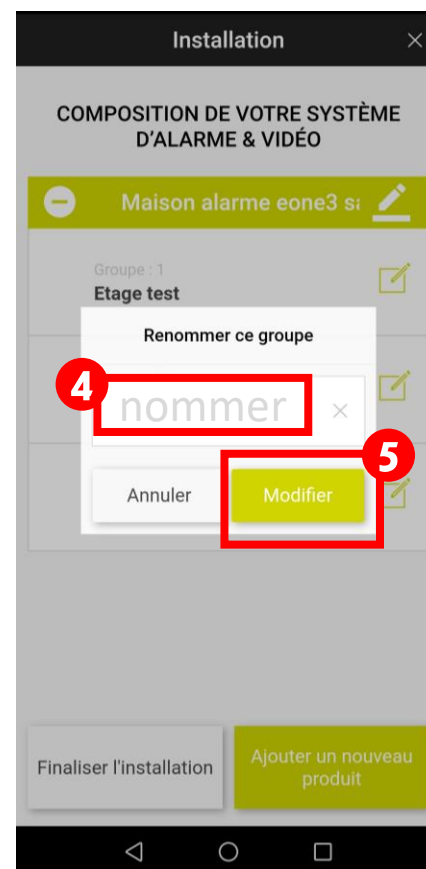 Installation
COMPOSITION DE VOTRE SYSTÈME
D'ALARME & VIDÉO
Maison alarme eone3 sa
Groupe : 1
Etage test
Renommer ce groupe
4
nommer
5
Annuler
Modifier
Finaliser l'installation
Ajouter un nouveau
produit